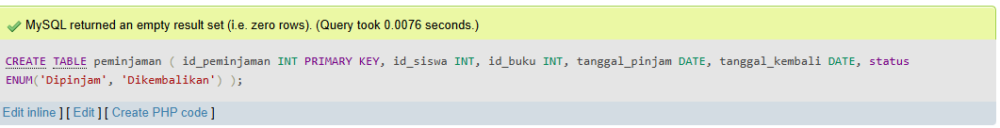 MySQL returned an empty result set (i.e. zero rows). (Query took 0.0076 seconds.)
CREATE TABLE peminjaman ( id_peminjaman INT PRIMARY KEY, id_siswa INT, id_buku INT, tanggal_pinjam DATE, tanggal_kembali DATE, status
ENUM('Dipinjam', 'Dikembalikan') );
Edit inline ] [ Edit ] [ Create PHP code ]